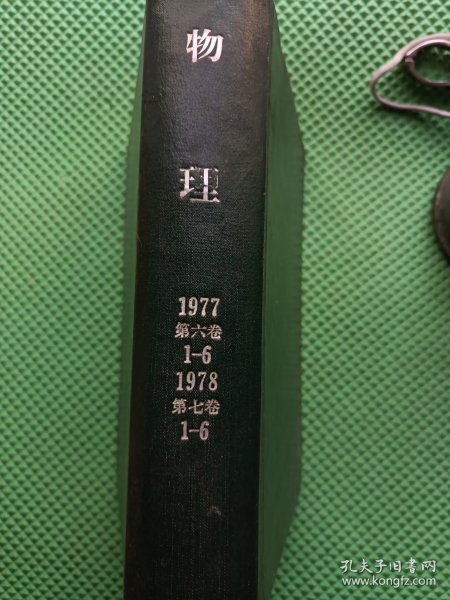 物
理
1977
第六卷
1-6
1978
第七卷
1-6
孔夫子旧书网
www.kongfz.com